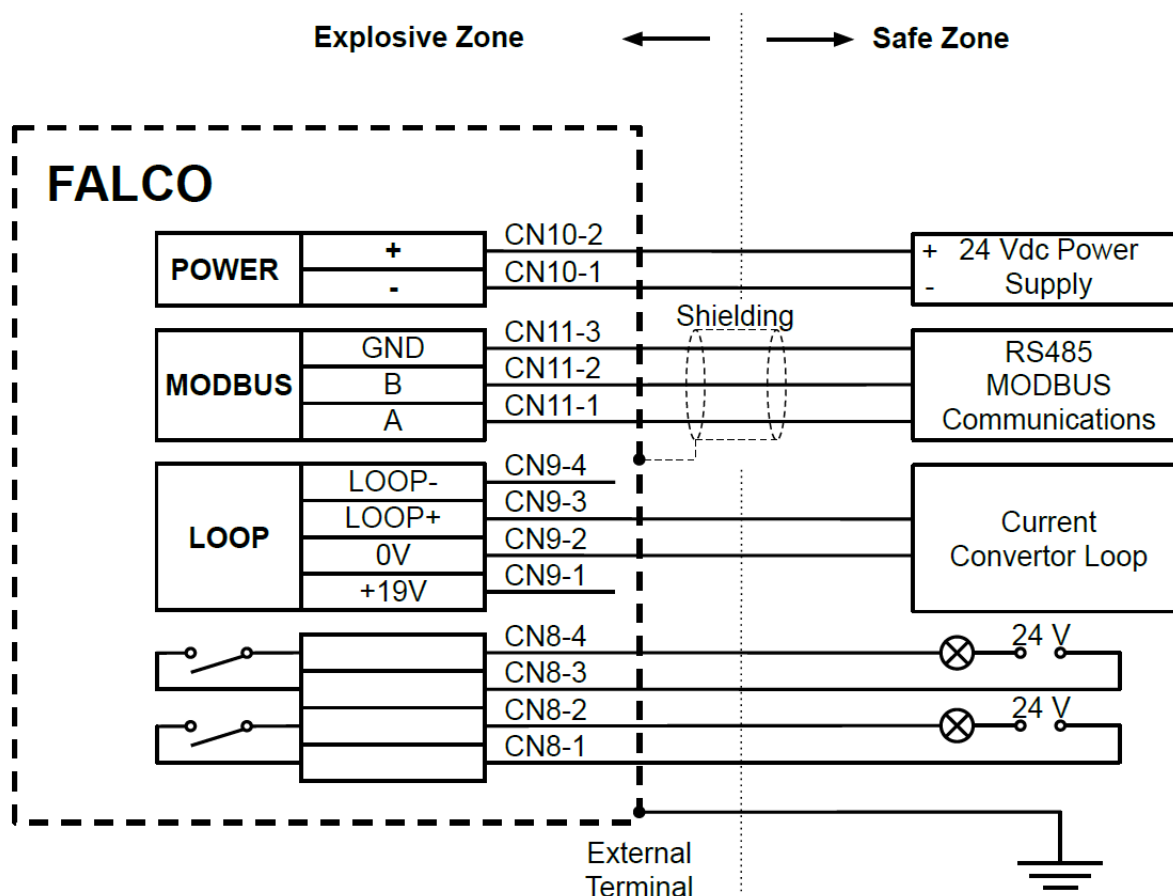 Explosive Zone
Safe Zone
FALCO
POWER
+
-
CN10-2
CN10-1
+ 24 Vdc Power
- Supply
Shielding
MODBUS
GND
B
A
CN11-3
CN11-2
CN11-1
RS485
MODBUS
Communications
LOOP
LOOP-
LOOP+
0V
+19V
CN9-4
CN9-3
CN9-2
CN9-1
Current
Convertor Loop
CN8-4
CN8-3
CN8-2
CN8-1
24 V
24 V
External
Terminal